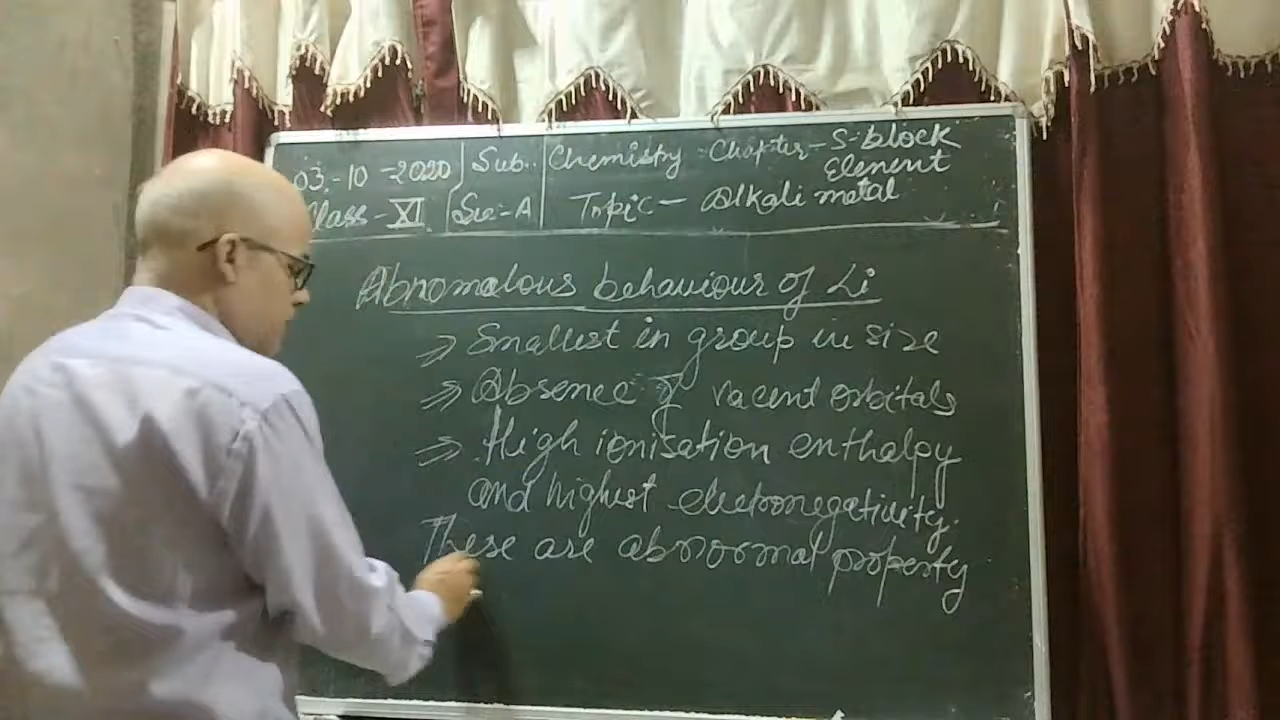 03-10-2020 Sub. Chemistry Chapter- S-block Element
Class-XI Sec-A Topic- Alkali metal
Abnomalous behaviour of Li
⇒ Smallest in group in size
⇒ Absence of vacent orbitals
⇒ High ionisation enthalpy
and highest electronegativity.
These are abnormal property